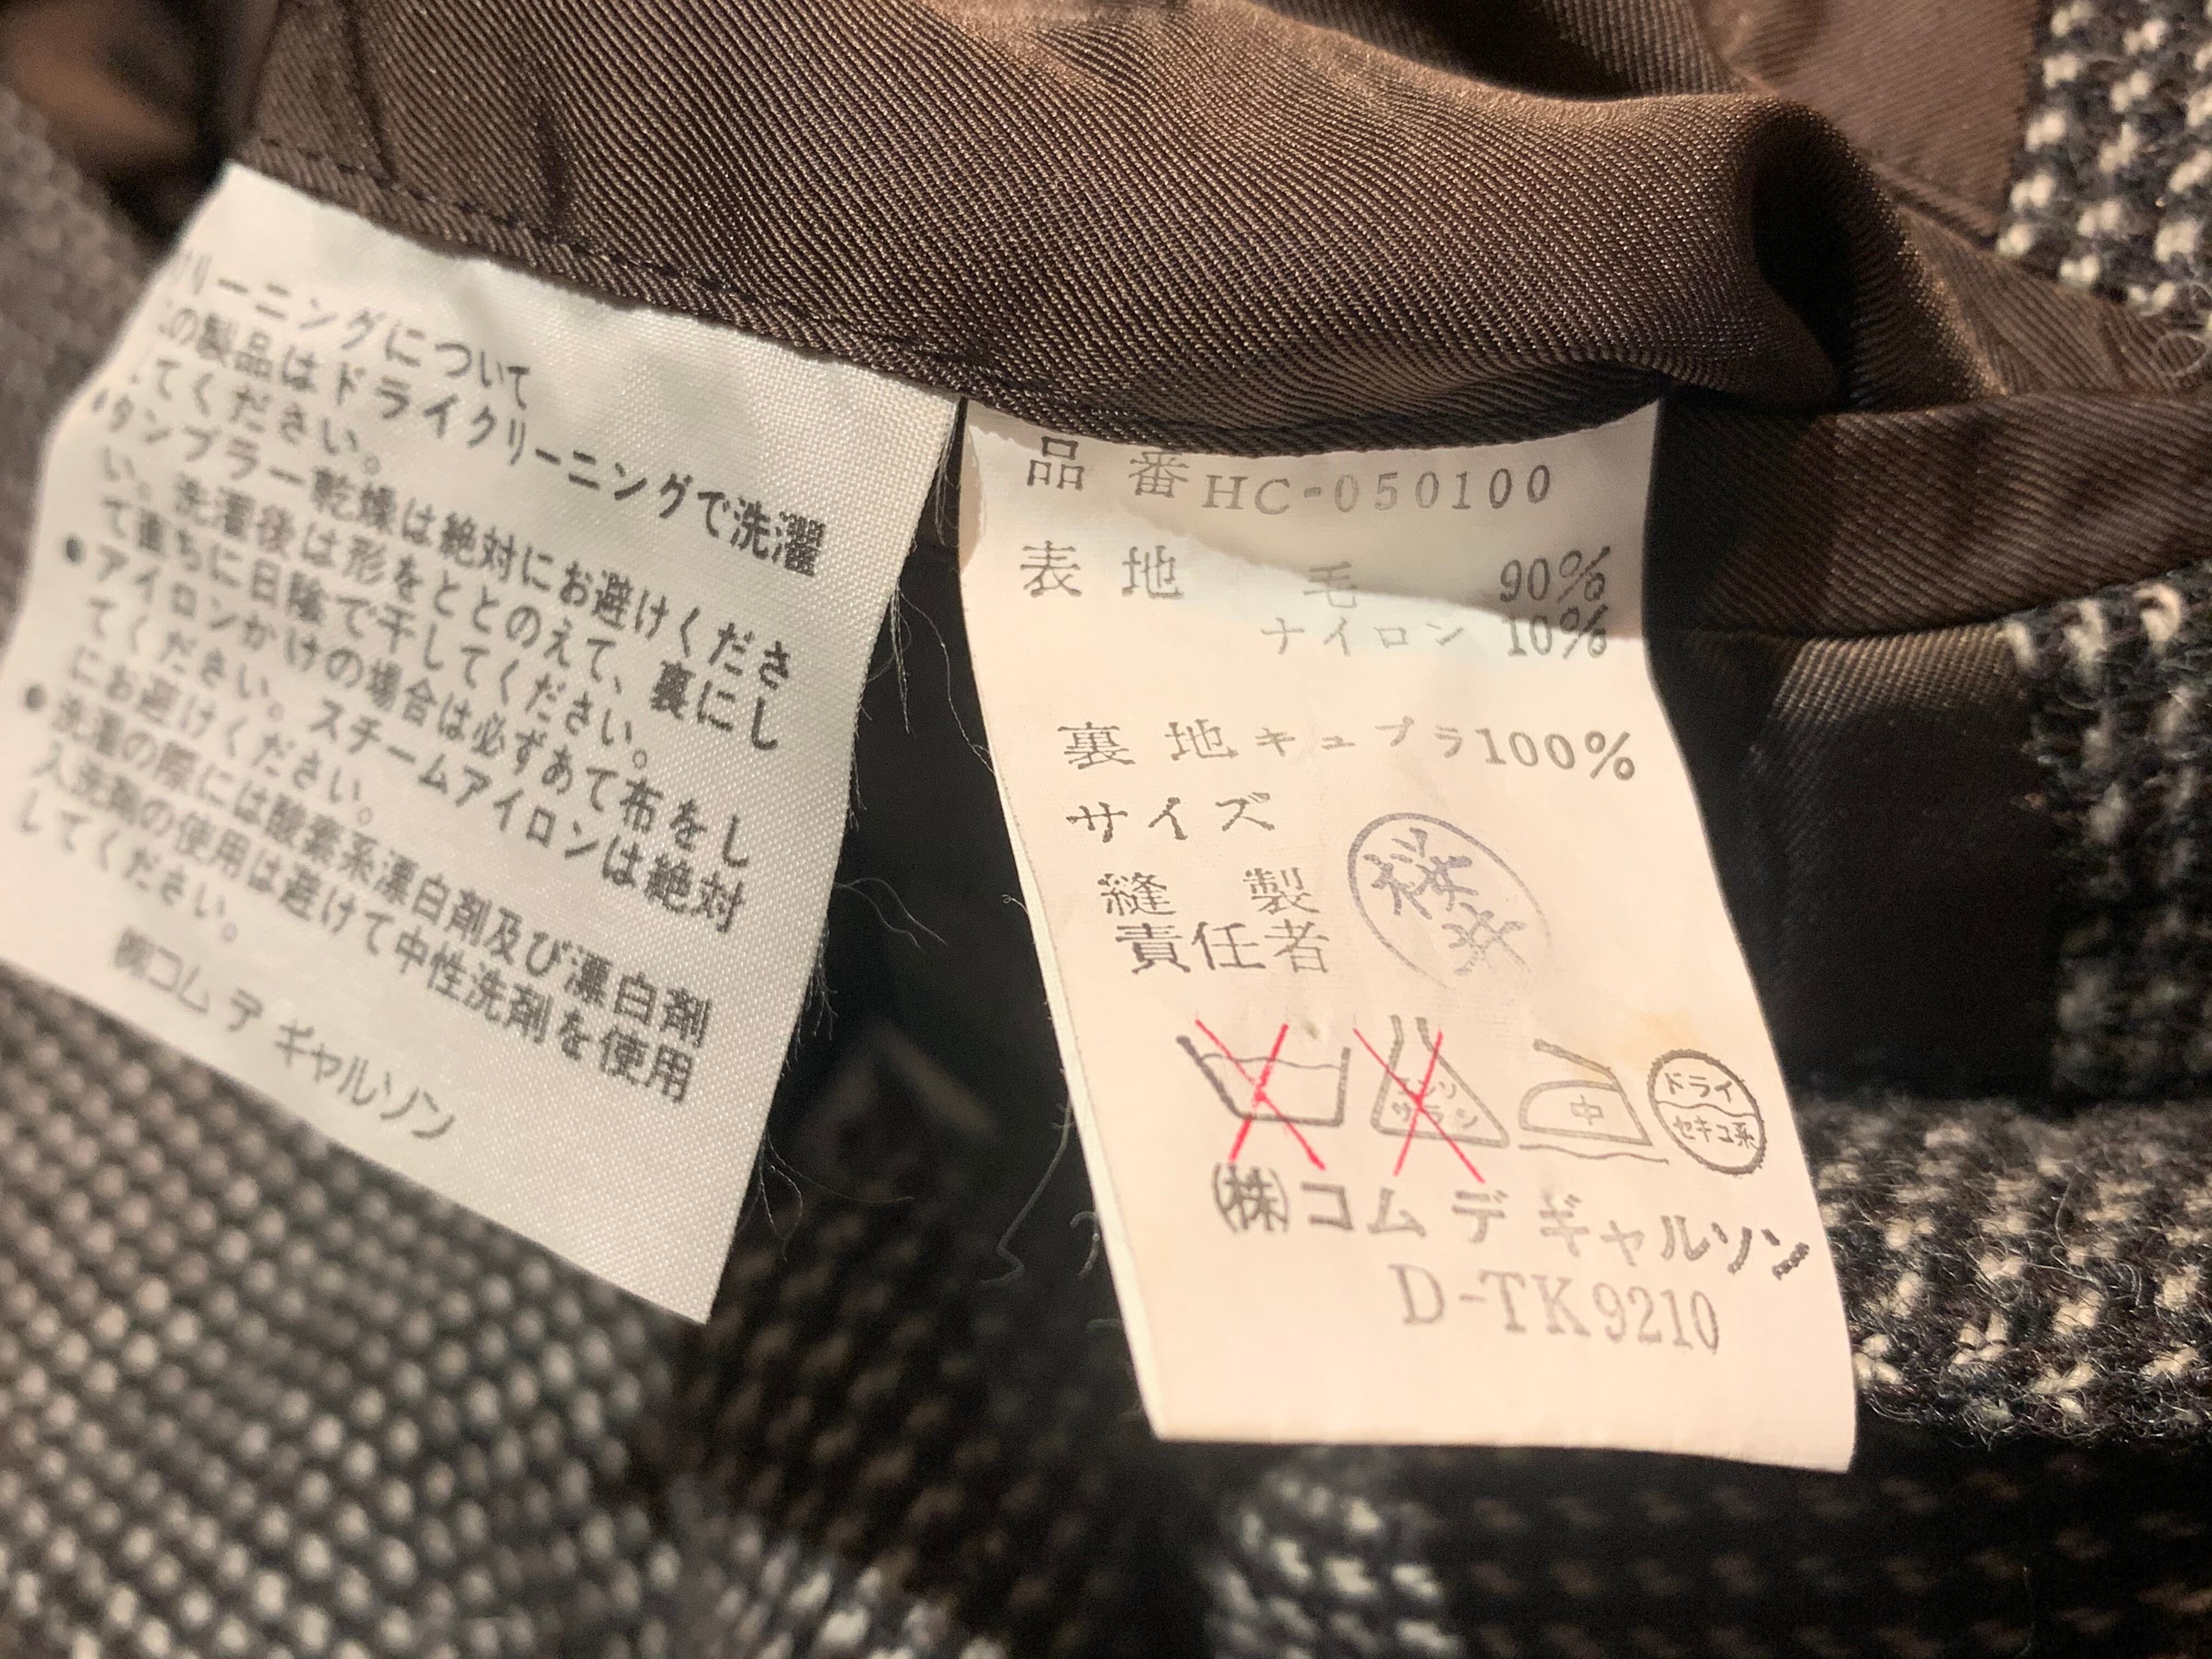 リーニングについて
の製品はドライクリーニングで洗濯
てください。
タンブラー乾燥は絶対にお避けくださ
い。洗濯後は形をととのえて、裏にし
て直ちに日陰で干してください。
●アイロンかけの場合は必ずあて布をし
てください。スチームアイロンは絶対
にお避けください。
●洗濯の際には酸素系漂白剤及び漂白剤
入洗剤の使用は避けて中性洗剤を使用
してください。
㈱コム デ ギャルソン
品番 HC-050100
表地 毛 90%
ナイロン 10%
裏地 キュプラ 100%
サイズ
縫製
責任者
桜井
エンソ
サラシ
中
ドライ
セキユ系
㈱コム デ ギャルソン
D-TK9210